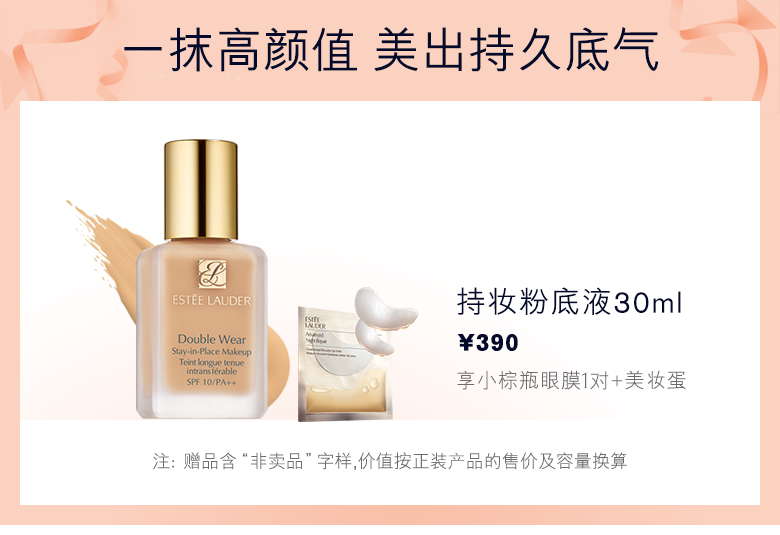 一抹高颜值 美出持久底气
ESTĒE LAUDER
Double Wear
Stay-in-Place Makeup
Teint longue tenue
intransférable
SPF 10/PA++
ESTĒE
LAUDER
Advanced
Night Repair
持妆粉底液30ml
¥390
享小棕瓶眼膜1对+美妆蛋
注: 赠品含“非卖品”字样,价值按正装产品的售价及容量换算